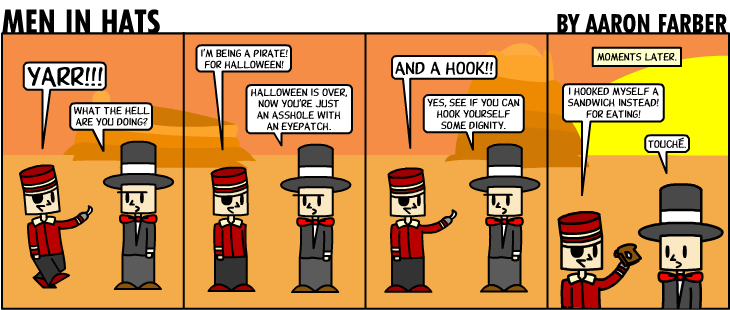 MEN IN HATS
BY AARON FARBER
YARR!!!
WHAT THE HELL
ARE YOU DOING?
I'M BEING A PIRATE!
FOR HALLOWEEN!
HALLOWEEN IS OVER,
NOW YOU'RE JUST
AN ASSHOLE WITH
AN EYEPATCH.
AND A HOOK!!
YES, SEE IF YOU CAN
HOOK YOURSELF
SOME DIGNITY.
MOMENTS LATER.
I HOOKED MYSELF A
SANDWICH INSTEAD!
FOR EATING!
TOUCHÉ.